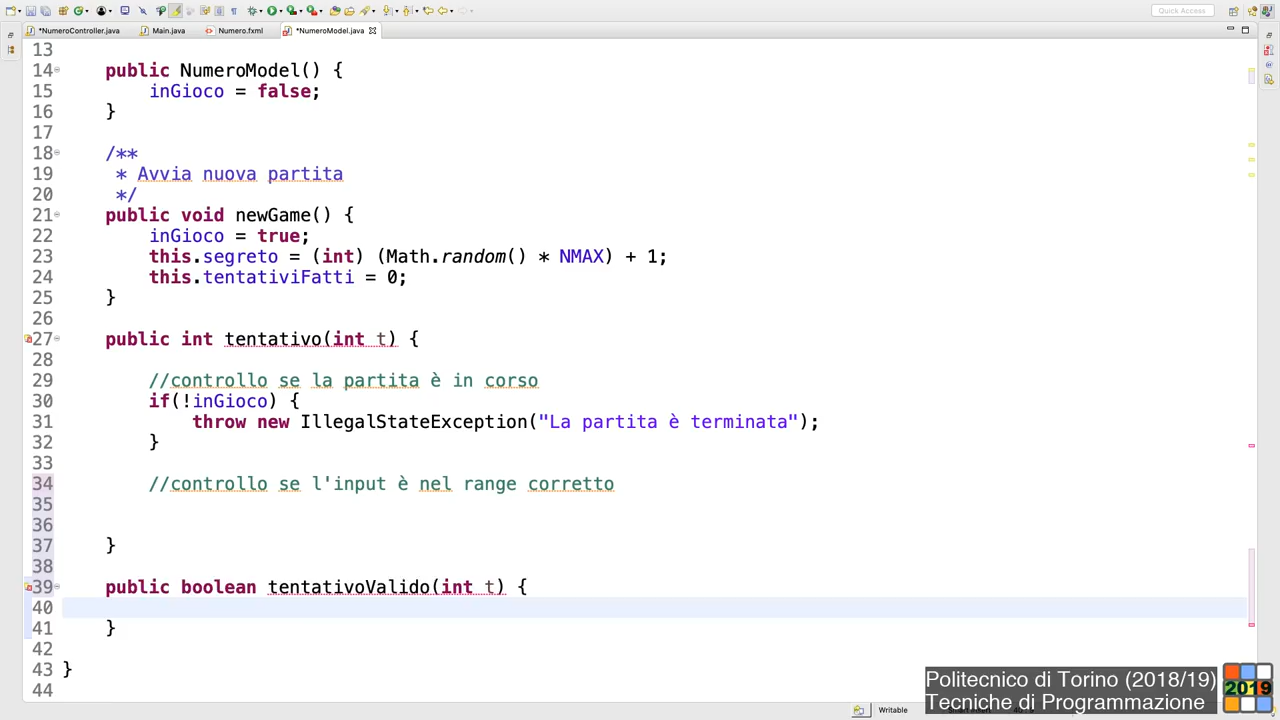 Quick Access
*NumeroController.java
Main.java
Numero.fxml
*NumeroModel.java
13
14 public NumeroModel() {
15 inGioco = false;
16 }
17
18 /**
19 * Avvia nuova partita
20 */
21 public void newGame() {
22 inGioco = true;
23 this.segreto = (int) (Math.random() * NMAX) + 1;
24 this.tentativiFatti = 0;
25 }
26
27 public int tentativo(int t) {
28
29 //controllo se la partita è in corso
30 if(!inGioco) {
31 throw new IllegalStateException("La partita è terminata");
32 }
33
34 //controllo se l'input è nel range corretto
35
36
37 }
38
39 public boolean tentativoValido(int t) {
40
41 }
42
43 }
44
Politecnico di Torino (2018/19)
Tecniche di Programmazione
2019
Writable